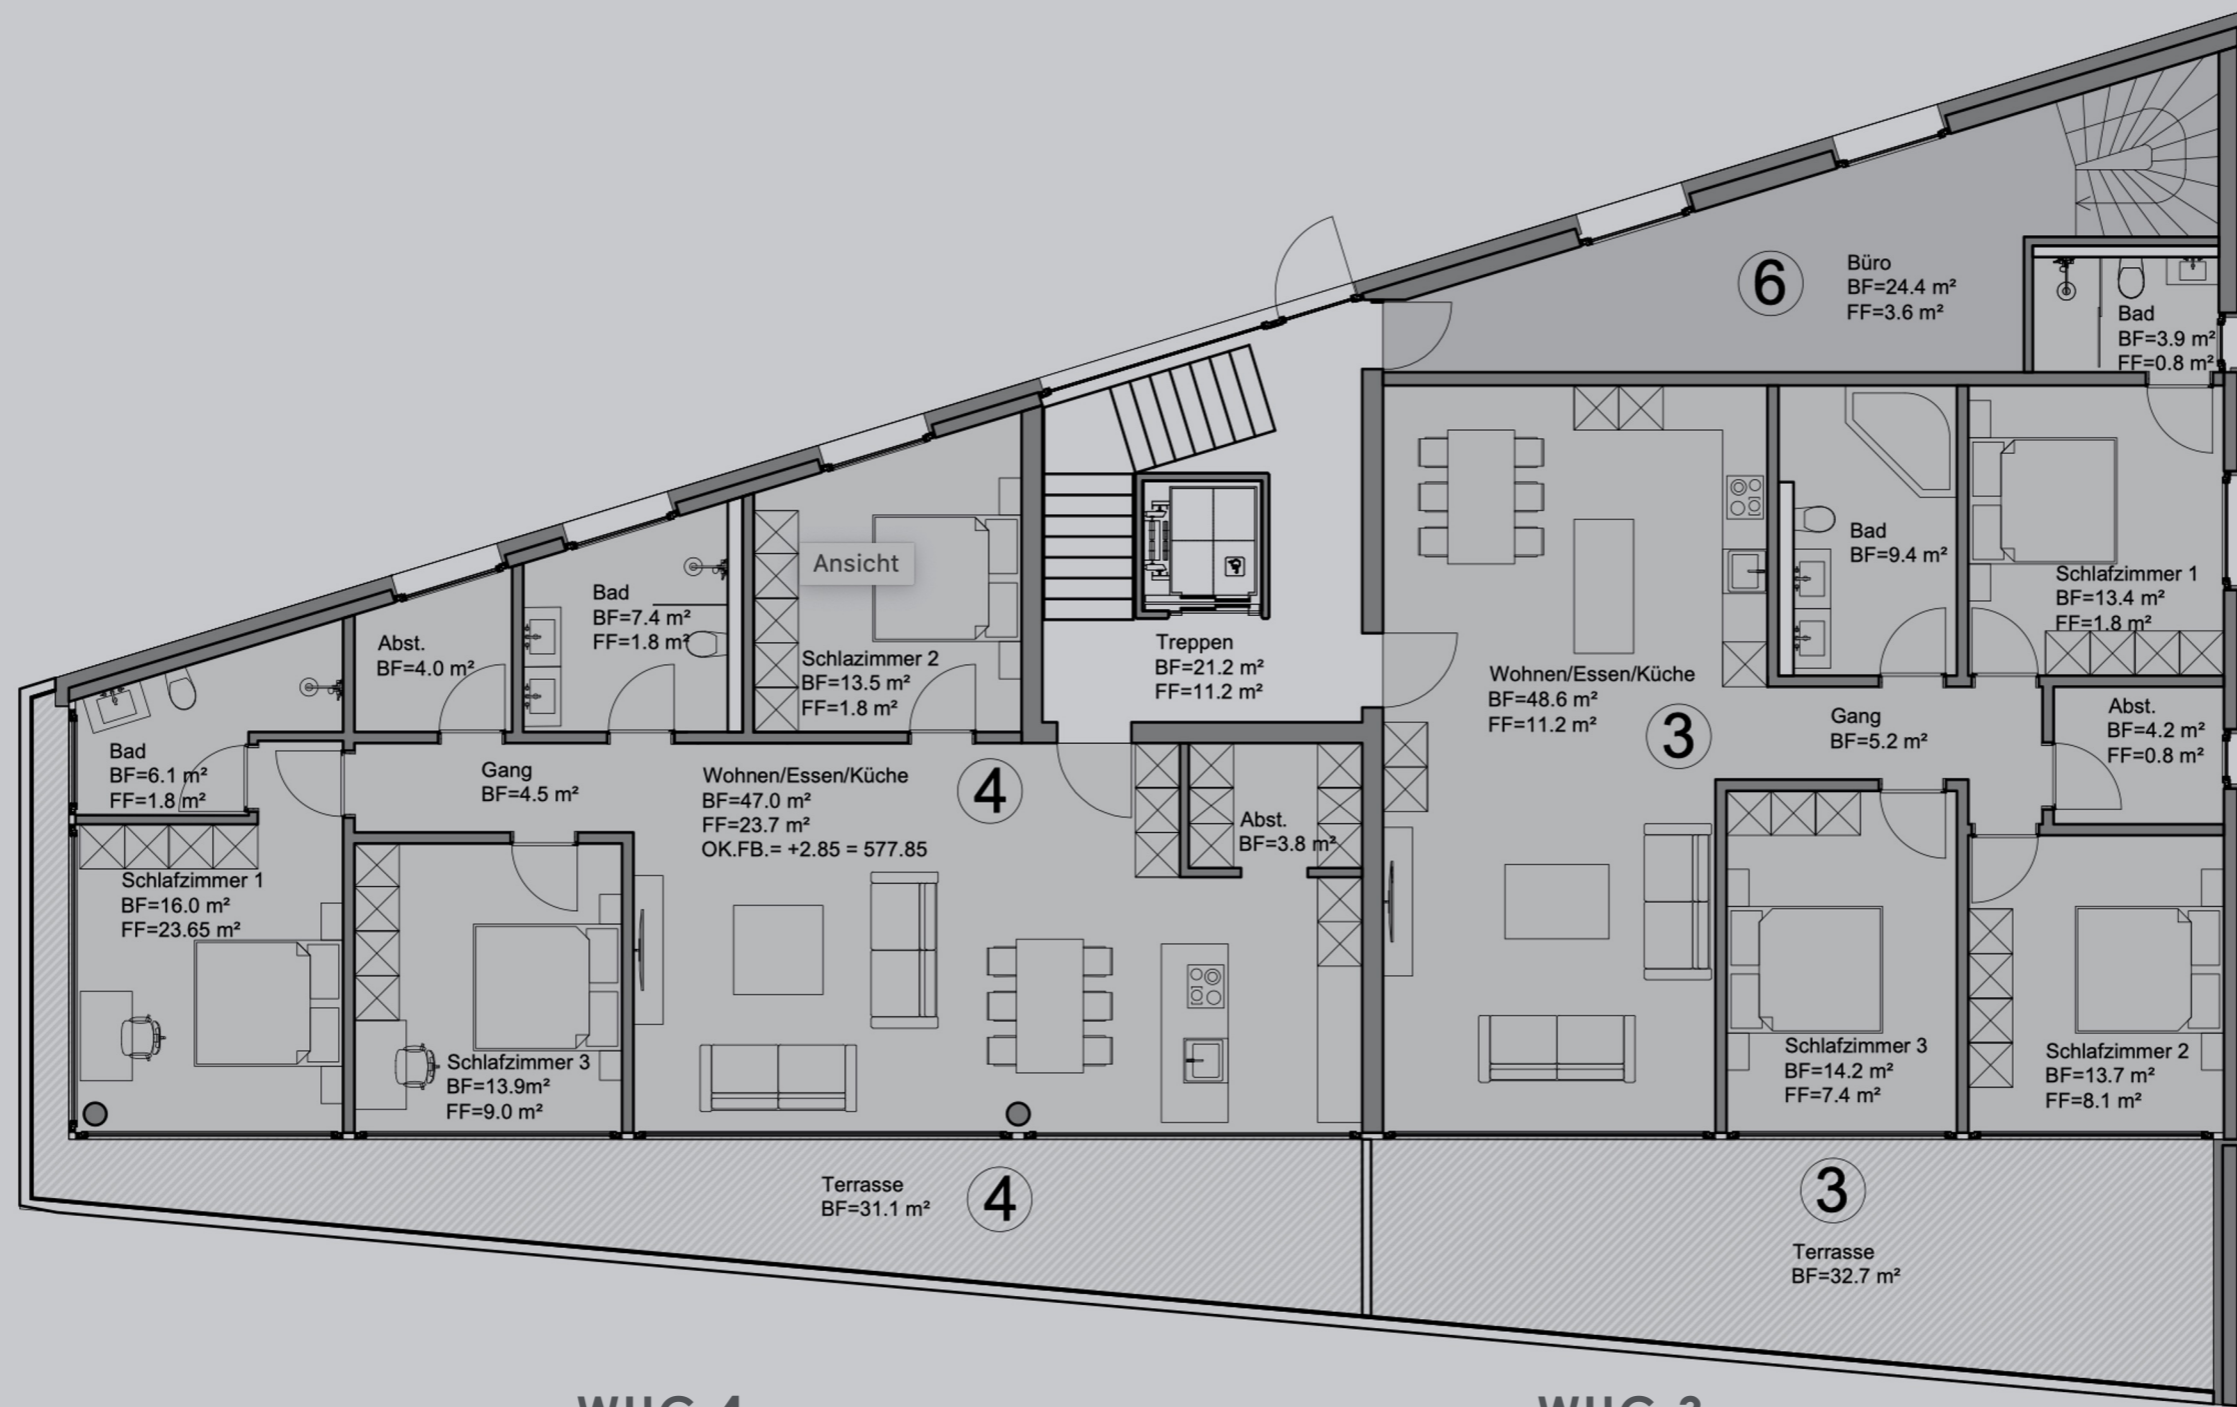 6
Büro
BF=24.4 m²
FF=3.6 m²
Bad
BF=3.9 m²
FF=0.8 m²
Ansicht
Bad
BF=7.4 m²
FF=1.8 m²
Abst.
BF=4.0 m²
Schlazimmer 2
BF=13.5 m²
FF=1.8 m²
Treppen
BF=21.2 m²
FF=11.2 m²
Wohnen/Essen/Küche
BF=48.6 m²
FF=11.2 m²
3
Bad
BF=9.4 m²
Schlafzimmer 1
BF=13.4 m²
FF=1.8 m²
Gang
BF=5.2 m²
Abst.
BF=4.2 m²
FF=0.8 m²
Bad
BF=6.1 m²
FF=1.8 m²
Gang
BF=4.5 m²
Wohnen/Essen/Küche
BF=47.0 m²
FF=23.7 m²
OK.FB.= +2.85 = 577.85
4
Abst.
BF=3.8 m²
Schlafzimmer 1
BF=16.0 m²
FF=23.65 m²
Schlafzimmer 3
BF=13.9m²
FF=9.0 m²
Schlafzimmer 3
BF=14.2 m²
FF=7.4 m²
Schlafzimmer 2
BF=13.7 m²
FF=8.1 m²
Terrasse
BF=31.1 m²
4
3
Terrasse
BF=32.7 m²